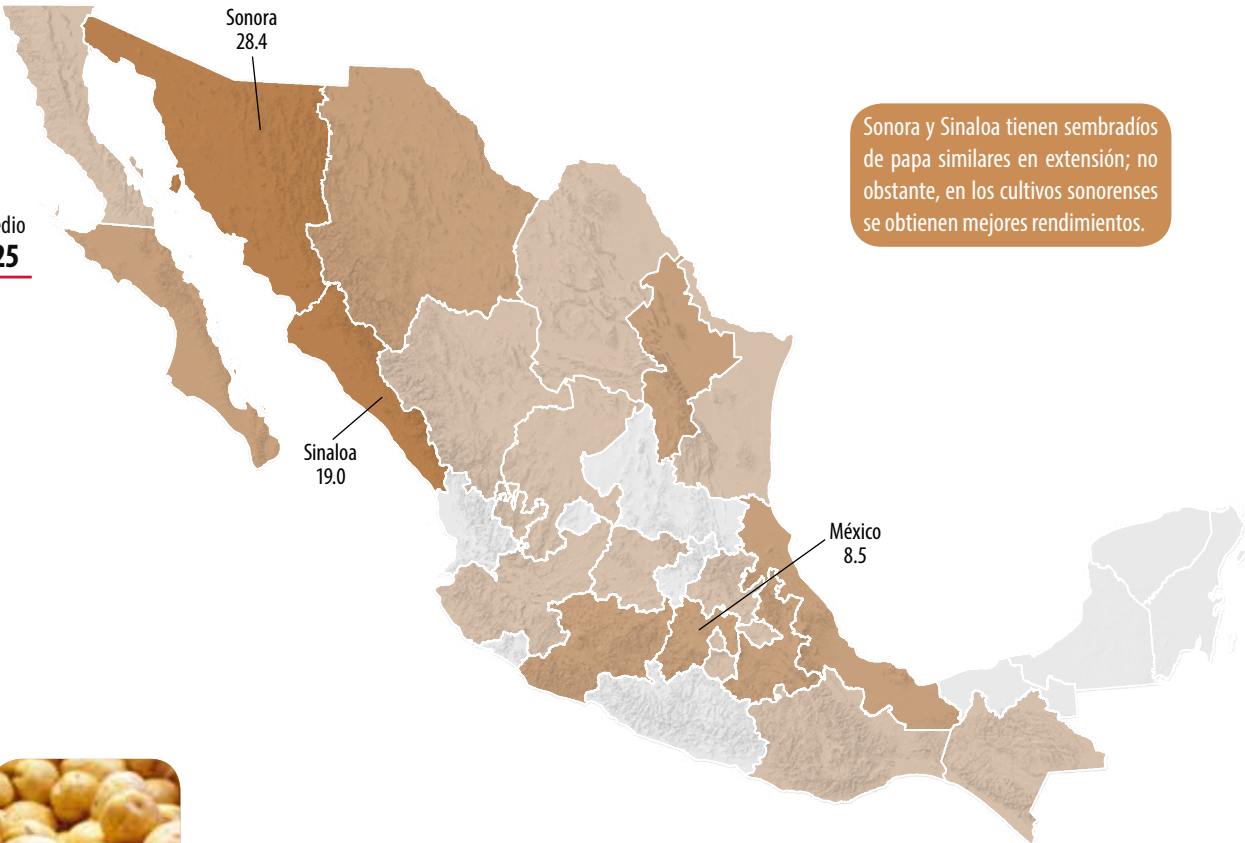 Sonora
28.4
Sonora y Sinaloa tienen sembradíos
de papa similares en extensión; no
obstante, en los cultivos sonorenses
se obtienen mejores rendimientos.
Sinaloa
19.0
México
8.5